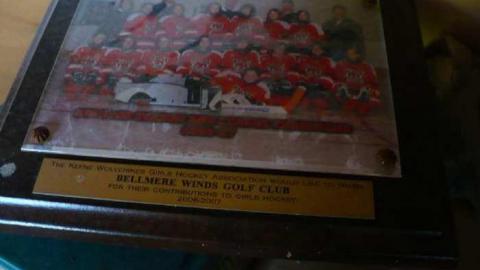 THE KEENE WOLVERINES GIRLS HOCKEY ASSOCIATION WOULD LIKE TO THANK
BELLMERE WINDS GOLF CLUB
FOR THEIR CONTRIBUTIONS TO GIRLS HOCKEY.
2006-2007